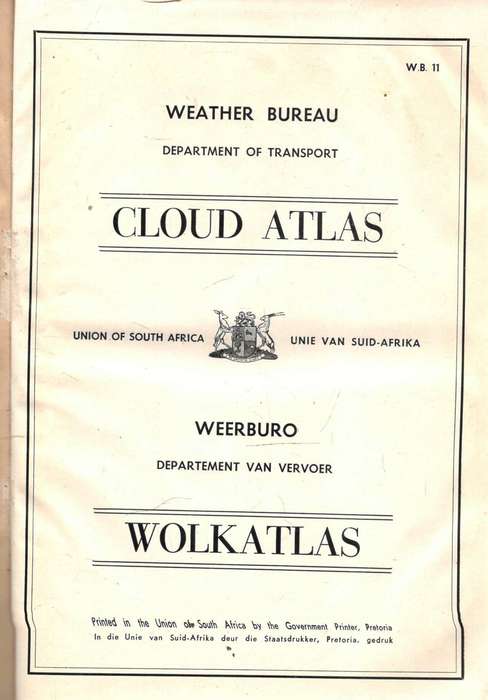 W.B. 11
WEATHER BUREAU
DEPARTMENT OF TRANSPORT
CLOUD ATLAS
UNION OF SOUTH AFRICA UNIE VAN SUID-AFRIKA
WEERBURO
DEPARTEMENT VAN VERVOER
WOLKATLAS
Printed in the Union of South Africa by the Government Printer, Pretoria
In die Unie van Suid-Afrika deur die Staatsdrukker, Pretoria, gedruk